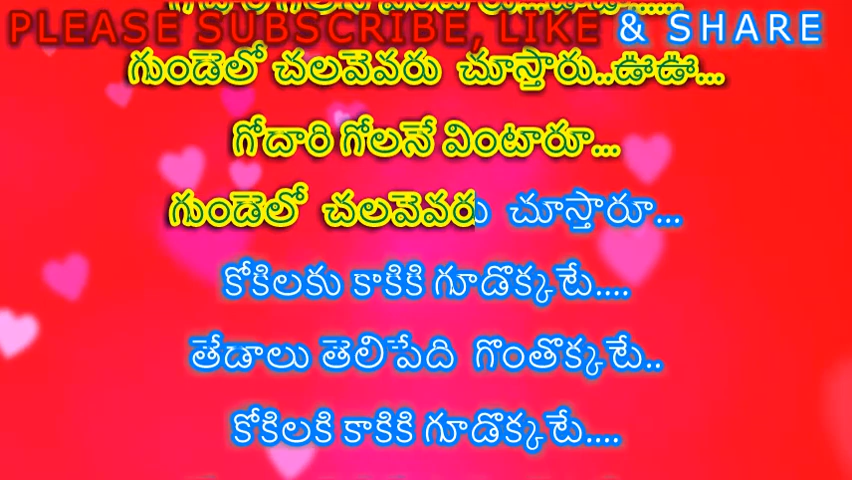 PLEASE SUBSCRIBE, LIKE & SHARE
గుండెలో చలవెవరు చూస్తారు..ఊఊ...
గోదారి గోలనే వింటారూ...
గుండెలో చలవెవరు చూస్తారూ...
కోకిలకు కాకికి గూడొక్కటే....
తేడాలు తెలిపేది గొంతొక్కటే..
కోకిలకి కాకికి గూడొక్కటే....